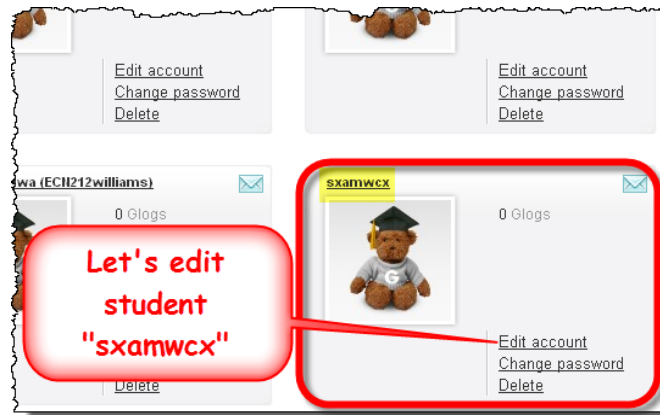 Edit account
Change password
Delete
Edit account
Change password
Delete
wa (ECN212williams)
0 Glogs
sxamwcx
0 Glogs
G
Let's edit
student
"sxamwcx"
Delete
Edit account
Change password
Delete